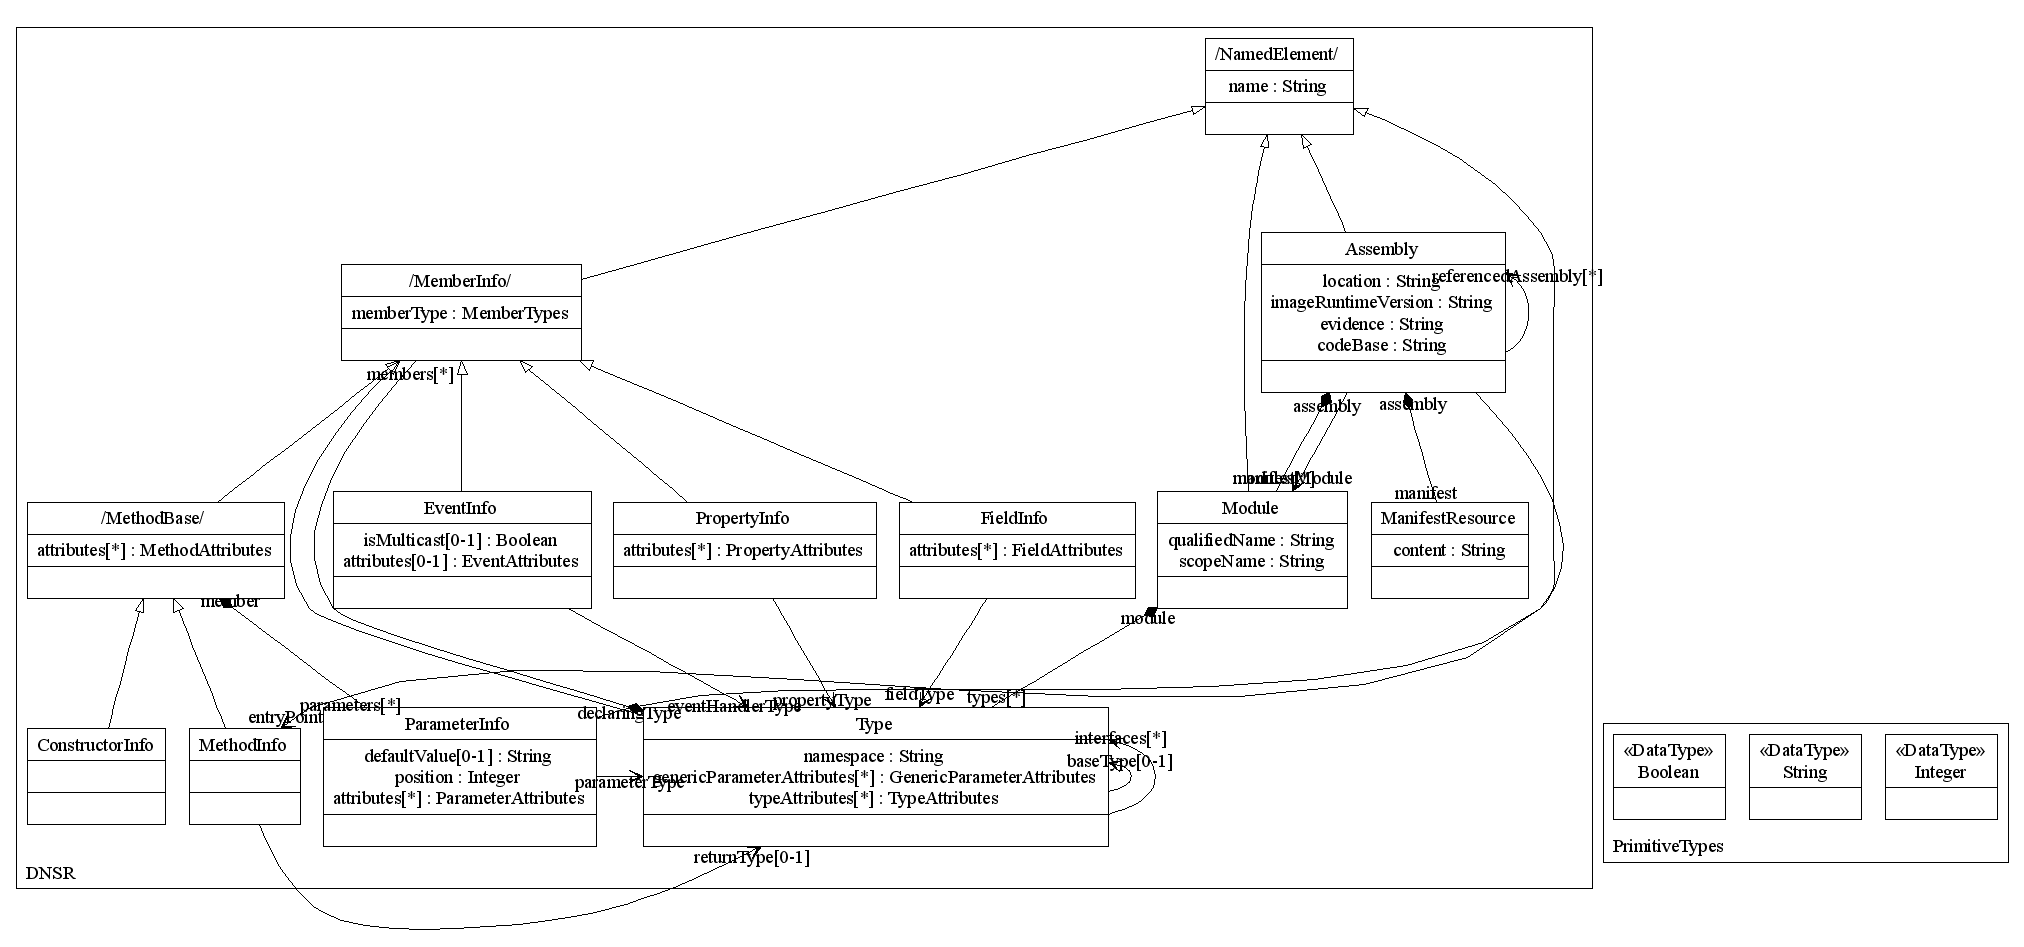 /NamedElement/
name : String
Assembly
location : String
imageRuntimeVersion : String
evidence : String
codeBase : String
referencedAssembly[*]
/MemberInfo/
memberType : MemberTypes
members[*]
assembly
assembly
manifestModule
manifest
/MethodBase/
attributes[*] : MethodAttributes
EventInfo
isMulticast[0-1] : Boolean
attributes[0-1] : EventAttributes
PropertyInfo
attributes[*] : PropertyAttributes
FieldInfo
attributes[*] : FieldAttributes
Module
qualifiedName : String
scopeName : String
ManifestResource
content : String
member
module
parameters[*]
entryPoint
declaringType
eventHandlerType
propertyType
fieldType
types[*]
ConstructorInfo
MethodInfo
ParameterInfo
defaultValue[0-1] : String
position : Integer
attributes[*] : ParameterAttributes
parameterType
Type
namespace : String
genericParameterAttributes[*] : GenericParameterAttributes
typeAttributes[*] : TypeAttributes
interfaces[*]
baseType[0-1]
returnType[0-1]
DNSR
«DataType»
Boolean
«DataType»
String
«DataType»
Integer
PrimitiveTypes